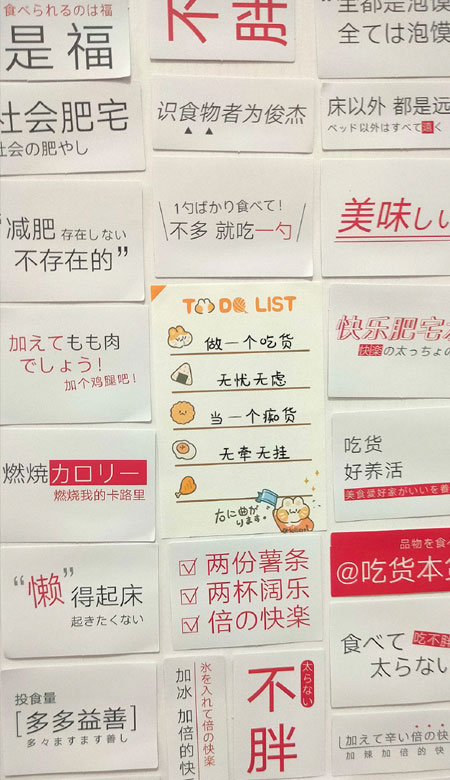 食べられるのは福
是福
不胖
全都是泡馍
全ては泡馍
社会肥宅
社会の肥やし
识食物者为俊杰
床以外 都是远
ベッド以外はすべて遠く
“减肥 存在しない
不存在的”
1勺ばかり食べて!
不多 就吃一勺
美味しい
加えてもも肉
でしょう!
加个鸡腿吧!
TO DO LIST
做一个吃货
无忧无虑
当一个痴货
无牵无挂
右に曲が
ります。
快乐肥宅
快楽の太っちょの
燃烧カロリー
燃烧我的卡路里
吃货
好养活
美食愛好家がいいを養
“懒”得起床
起きたくない
两份薯条
两杯阔乐
倍の快楽
品物を食べ
@吃货本货
食べて 吃不胖
太らない
投食量
[多多益善]
多々ますます善し
加冰 加倍的快
氷を入れて倍の快楽
不胖
太らない
加えて辛い倍の快
加辣加倍的快